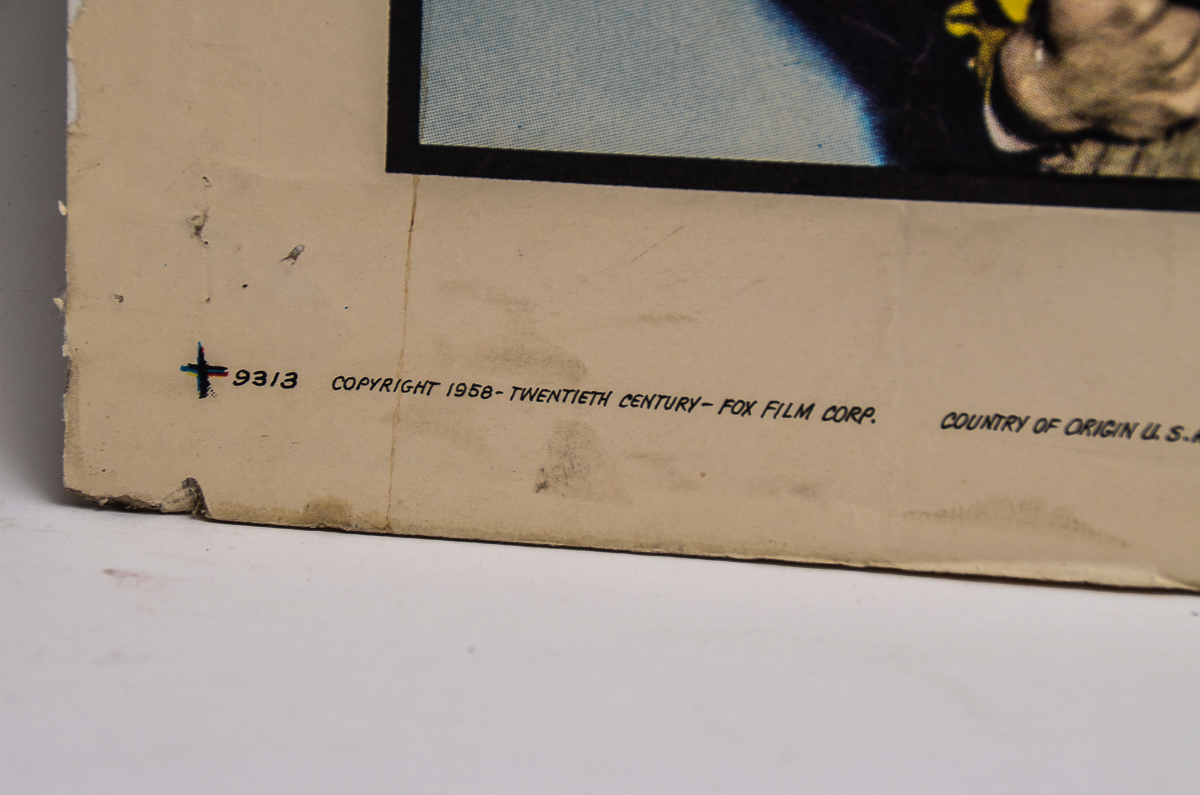 9313 COPYRIGHT 1958- TWENTIETH CENTURY- FOX FILM CORP. COUNTRY OF ORIGIN U.S.A